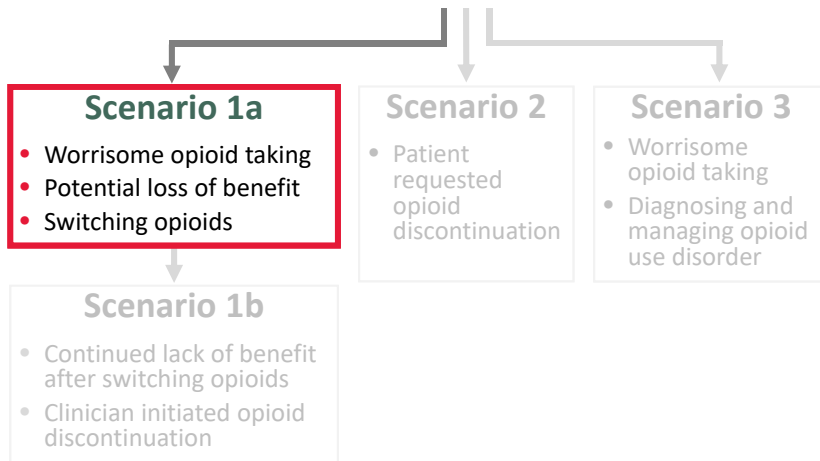 Scenario 1a
• Worrisome opioid taking
• Potential loss of benefit
• Switching opioids
Scenario 2
• Patient
requested
opioid
discontinuation
Scenario 3
• Worrisome
opioid taking
• Diagnosing and
managing opioid
use disorder
Scenario 1b
• Continued lack of benefit
after switching opioids
• Clinician initiated opioid
discontinuation